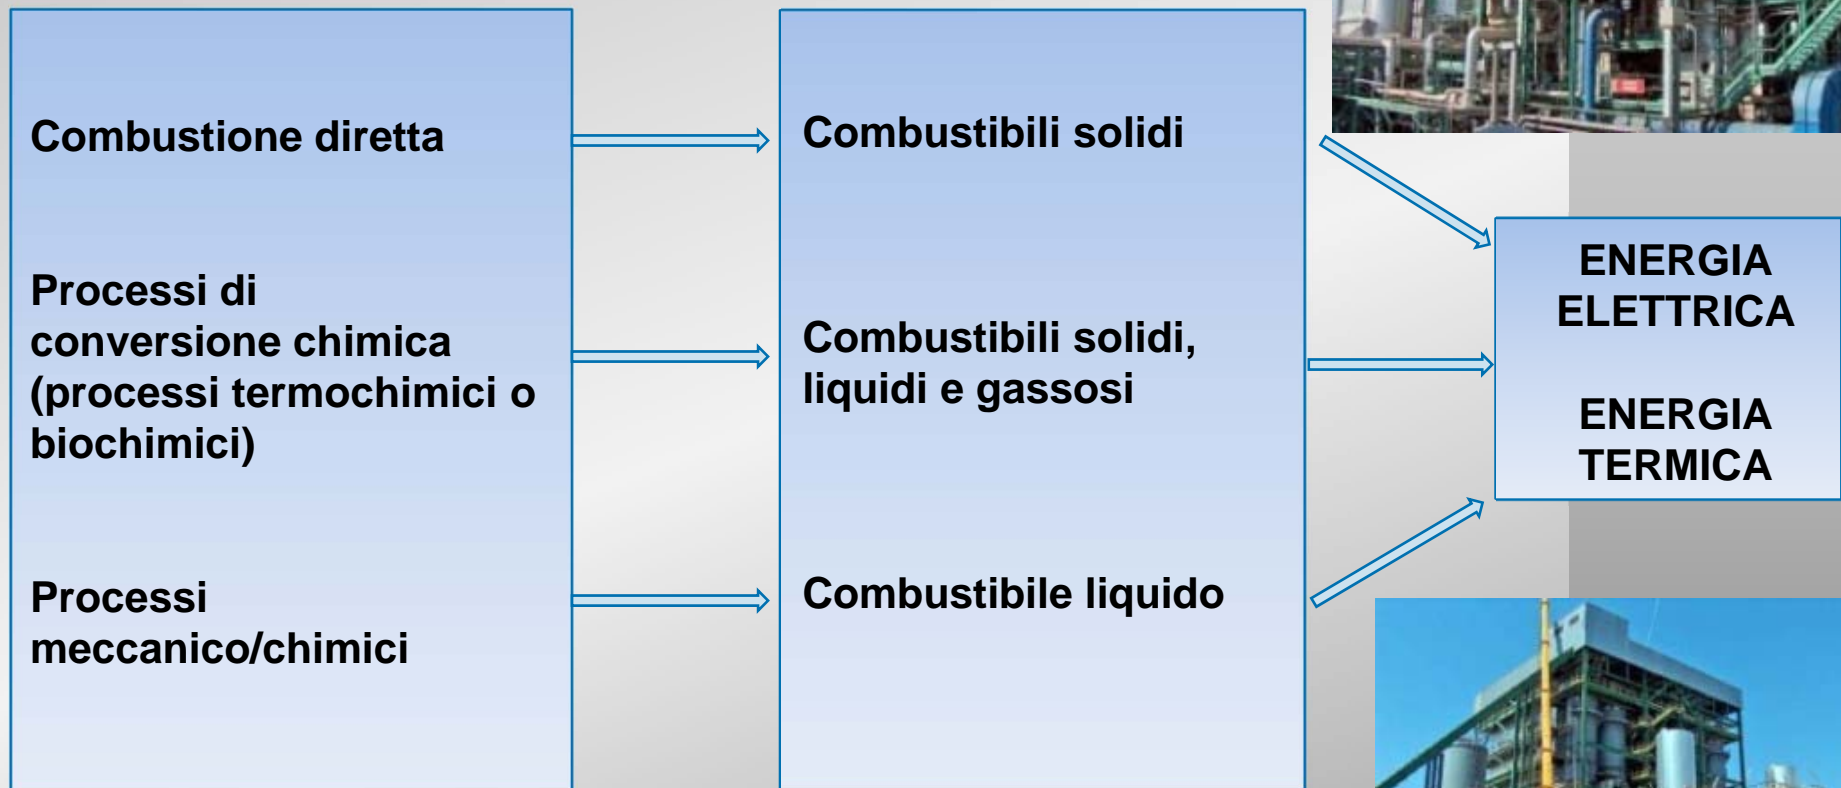 Combustione diretta
Processi di
conversione chimica
(processi termochimici o
biochimici)
Processi
meccanico/chimici
Combustibili solidi
Combustibili solidi,
liquidi e gassosi
Combustibile liquido
ENERGIA
ELETTRICA
ENERGIA
TERMICA